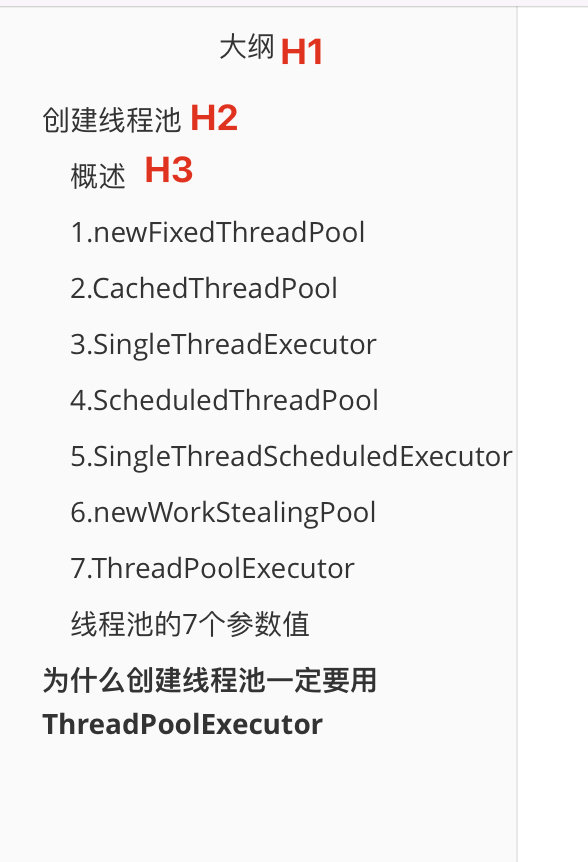 大纲 H1
创建线程池 H2
概述 H3
1.newFixedThreadPool
2.CachedThreadPool
3.SingleThreadExecutor
4.ScheduledThreadPool
5.SingleThreadScheduledExecutor
6.newWorkStealingPool
7.ThreadPoolExecutor
线程池的7个参数值
为什么创建线程池一定要用
ThreadPoolExecutor